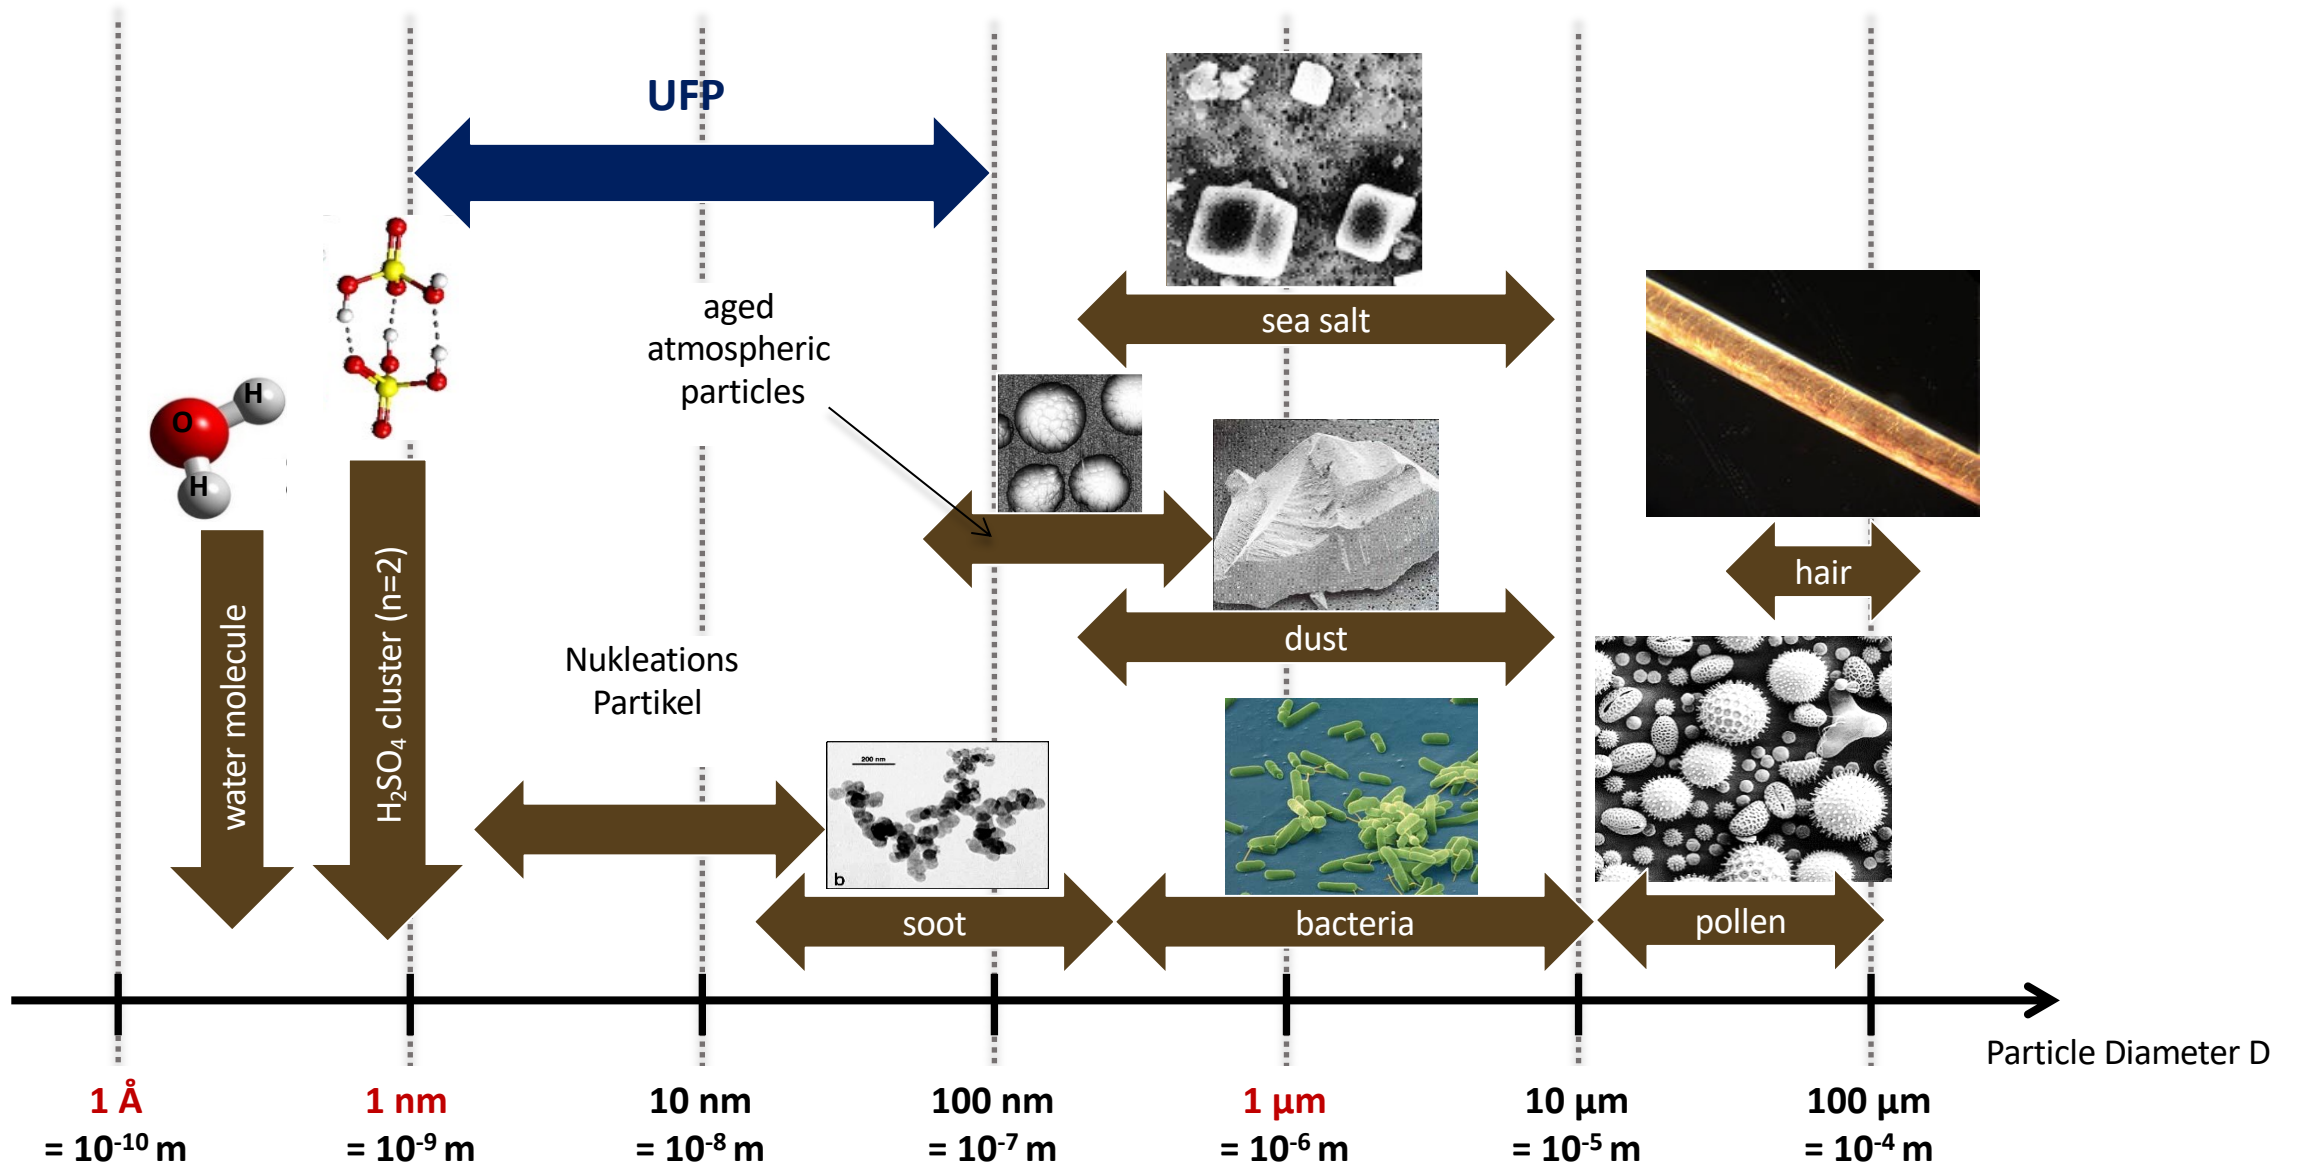 UFP
aged
atmospheric
particles
sea salt
O
H
H
hair
dust
water molecule
H₂SO₄ cluster (n=2)
Nukleations
Partikel
200 nm
b
soot
bacteria
pollen
Particle Diameter D
1 Å
= 10⁻¹⁰ m
1 nm
= 10⁻⁹ m
10 nm
= 10⁻⁸ m
100 nm
= 10⁻⁷ m
1 µm
= 10⁻⁶ m
10 µm
= 10⁻⁵ m
100 µm
= 10⁻⁴ m